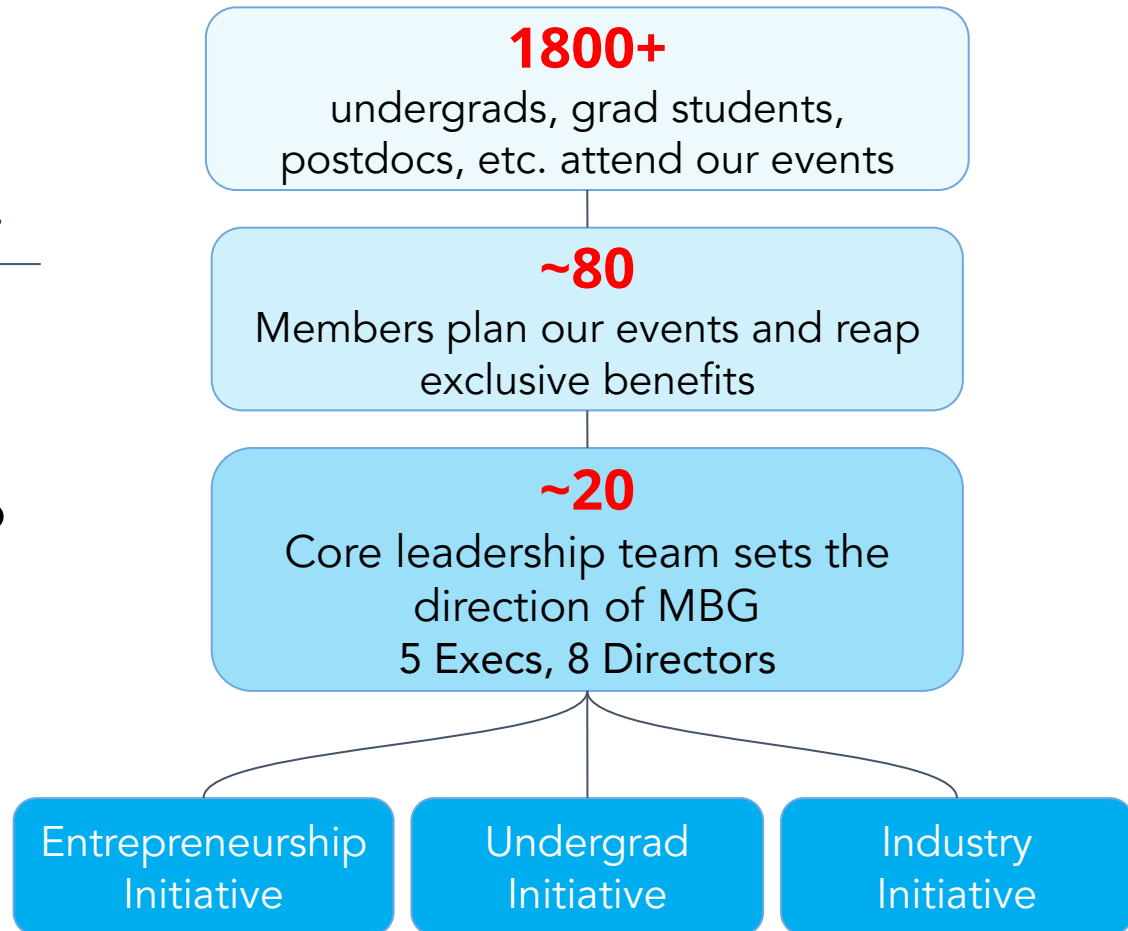 1800+
undergrads, grad students,
postdocs, etc. attend our events
~80
Members plan our events and reap
exclusive benefits
~20
Core leadership team sets the
direction of MBG
5 Execs, 8 Directors
Entrepreneurship
Initiative
Undergrad
Initiative
Industry
Initiative